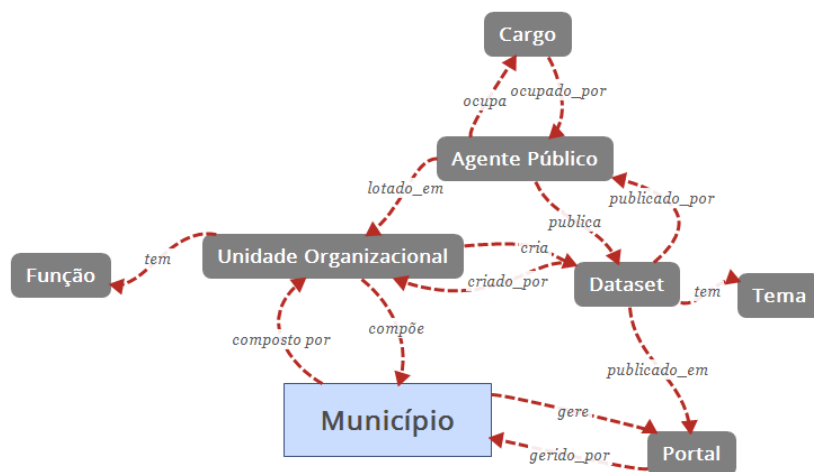 Cargo
ocupa
ocupado_por
Agente Público
lotado_em
publicado_por
publica
Unidade Organizacional
cria
tem
Função
criado_por
Dataset
tem
Tema
composto por
compõe
publicado_em
Município
gere
gerido_por
Portal